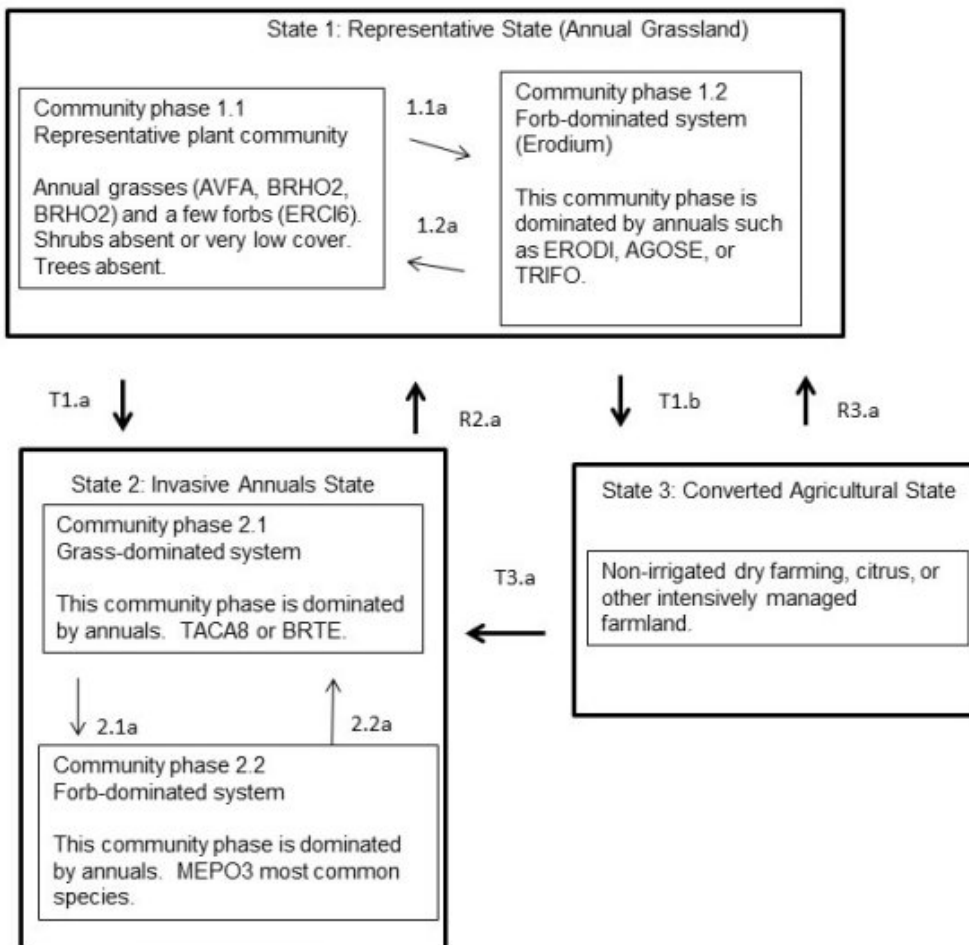 State 1: Representative State (Annual Grassland)
Community phase 1.1
Representative plant community
Annual grasses (AVFA, BRHO2,
BRHO2) and a few forbs (ERCI6).
Shrubs absent or very low cover.
Trees absent.
1.1a
1.2a
Community phase 1.2
Forb-dominated system
(Erodium)
This community phase is
dominated by annuals such
as ERODI, AGOSE, or
TRIFO.
T1.a
R2.a
T1.b
R3.a
State 2: Invasive Annuals State
Community phase 2.1
Grass-dominated system
This community phase is dominated
by annuals. TACA8 or BRTE.
2.1a
2.2a
Community phase 2.2
Forb-dominated system
This community phase is dominated
by annuals. MEPO3 most common
species.
T3.a
State 3: Converted Agricultural State
Non-irrigated dry farming, citrus, or
other intensively managed
farmland.